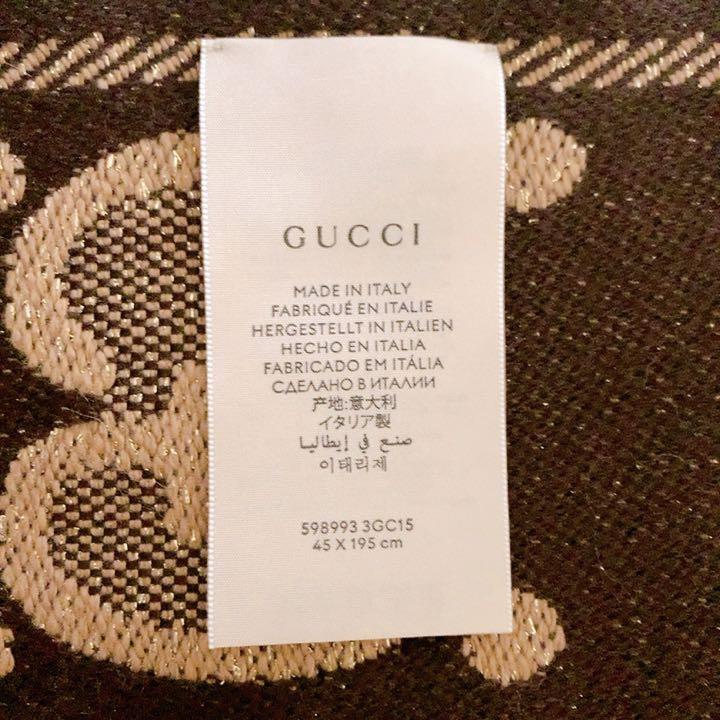 GUCCI
MADE IN ITALY
FABRIQUÉ EN ITALIE
HERGESTELLT IN ITALIEN
HECHO EN ITALIA
FABRICADO EM ITÁLIA
СДЕЛАНО В ИТАЛИИ
产地:意大利
イタリア製
صنع في إيطاليا
이태리제
598993 3GC15
45 X 195 cm